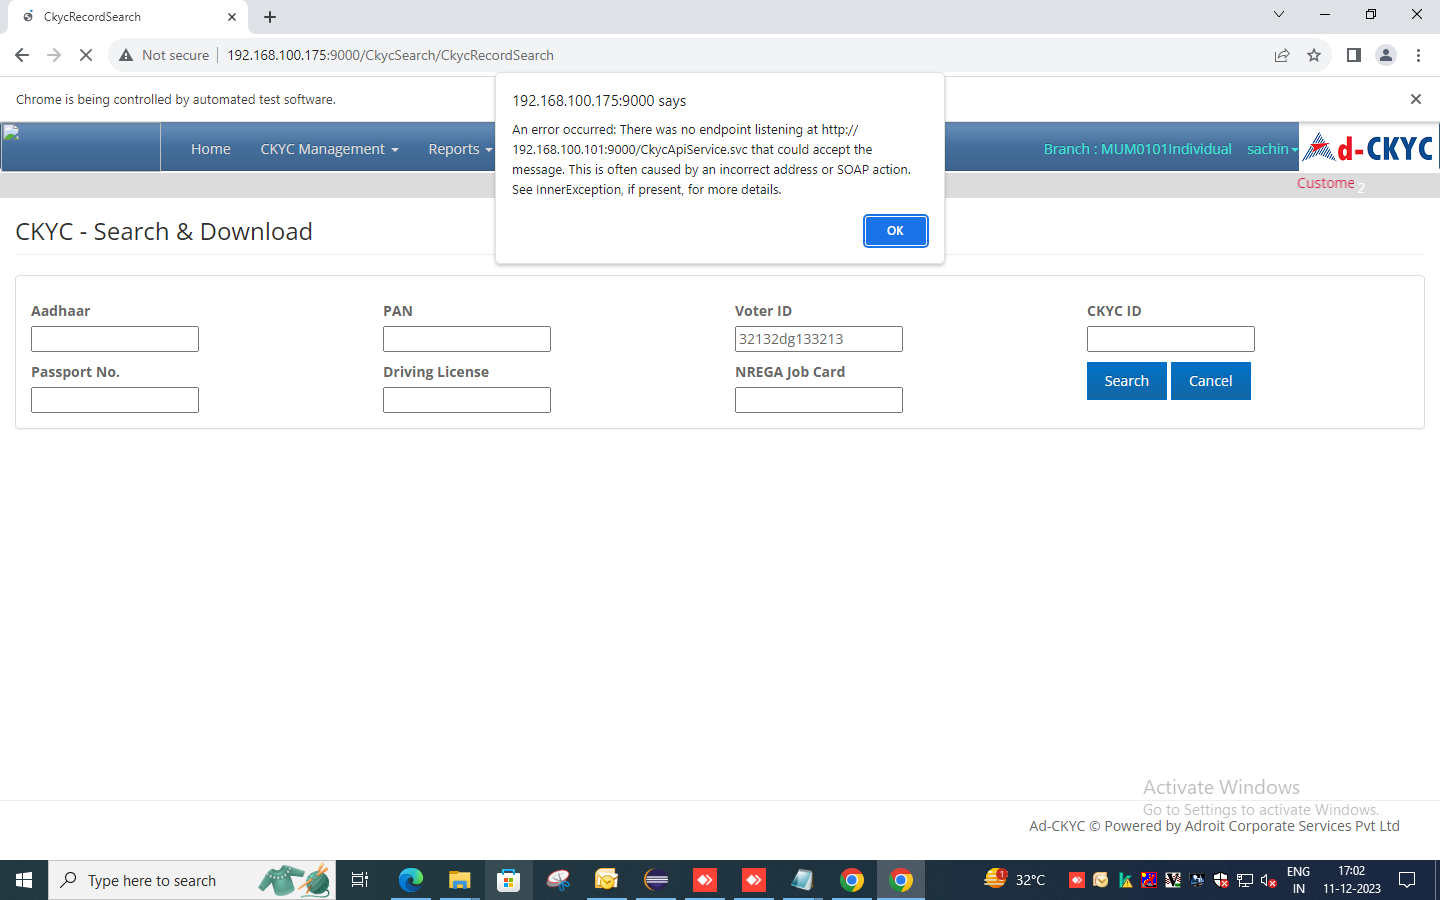 CkycRecordSearch
Not secure
192.168.100.175:9000/CkycSearch/CkycRecordSearch
Chrome is being controlled by automated test software.
192.168.100.175:9000 says
An error occurred: There was no endpoint listening at http://
192.168.100.101:9000/CkycApiService.svc that could accept the
message. This is often caused by an incorrect address or SOAP action.
See InnerException, if present, for more details.
OK
Home CKYC Management Reports
Branch : MUM0101Individual sachin
d-CKYC
Custome 2
CKYC - Search & Download
Aadhaar PAN Voter ID CKYC ID
32132dg133213
Passport No. Driving License NREGA Job Card
Search Cancel
Activate Windows
Go to Settings to activate Windows.
Ad-CKYC © Powered by Adroit Corporate Services Pvt Ltd
Type here to search
1
32°C
ENG
IN
17:02
11-12-2023